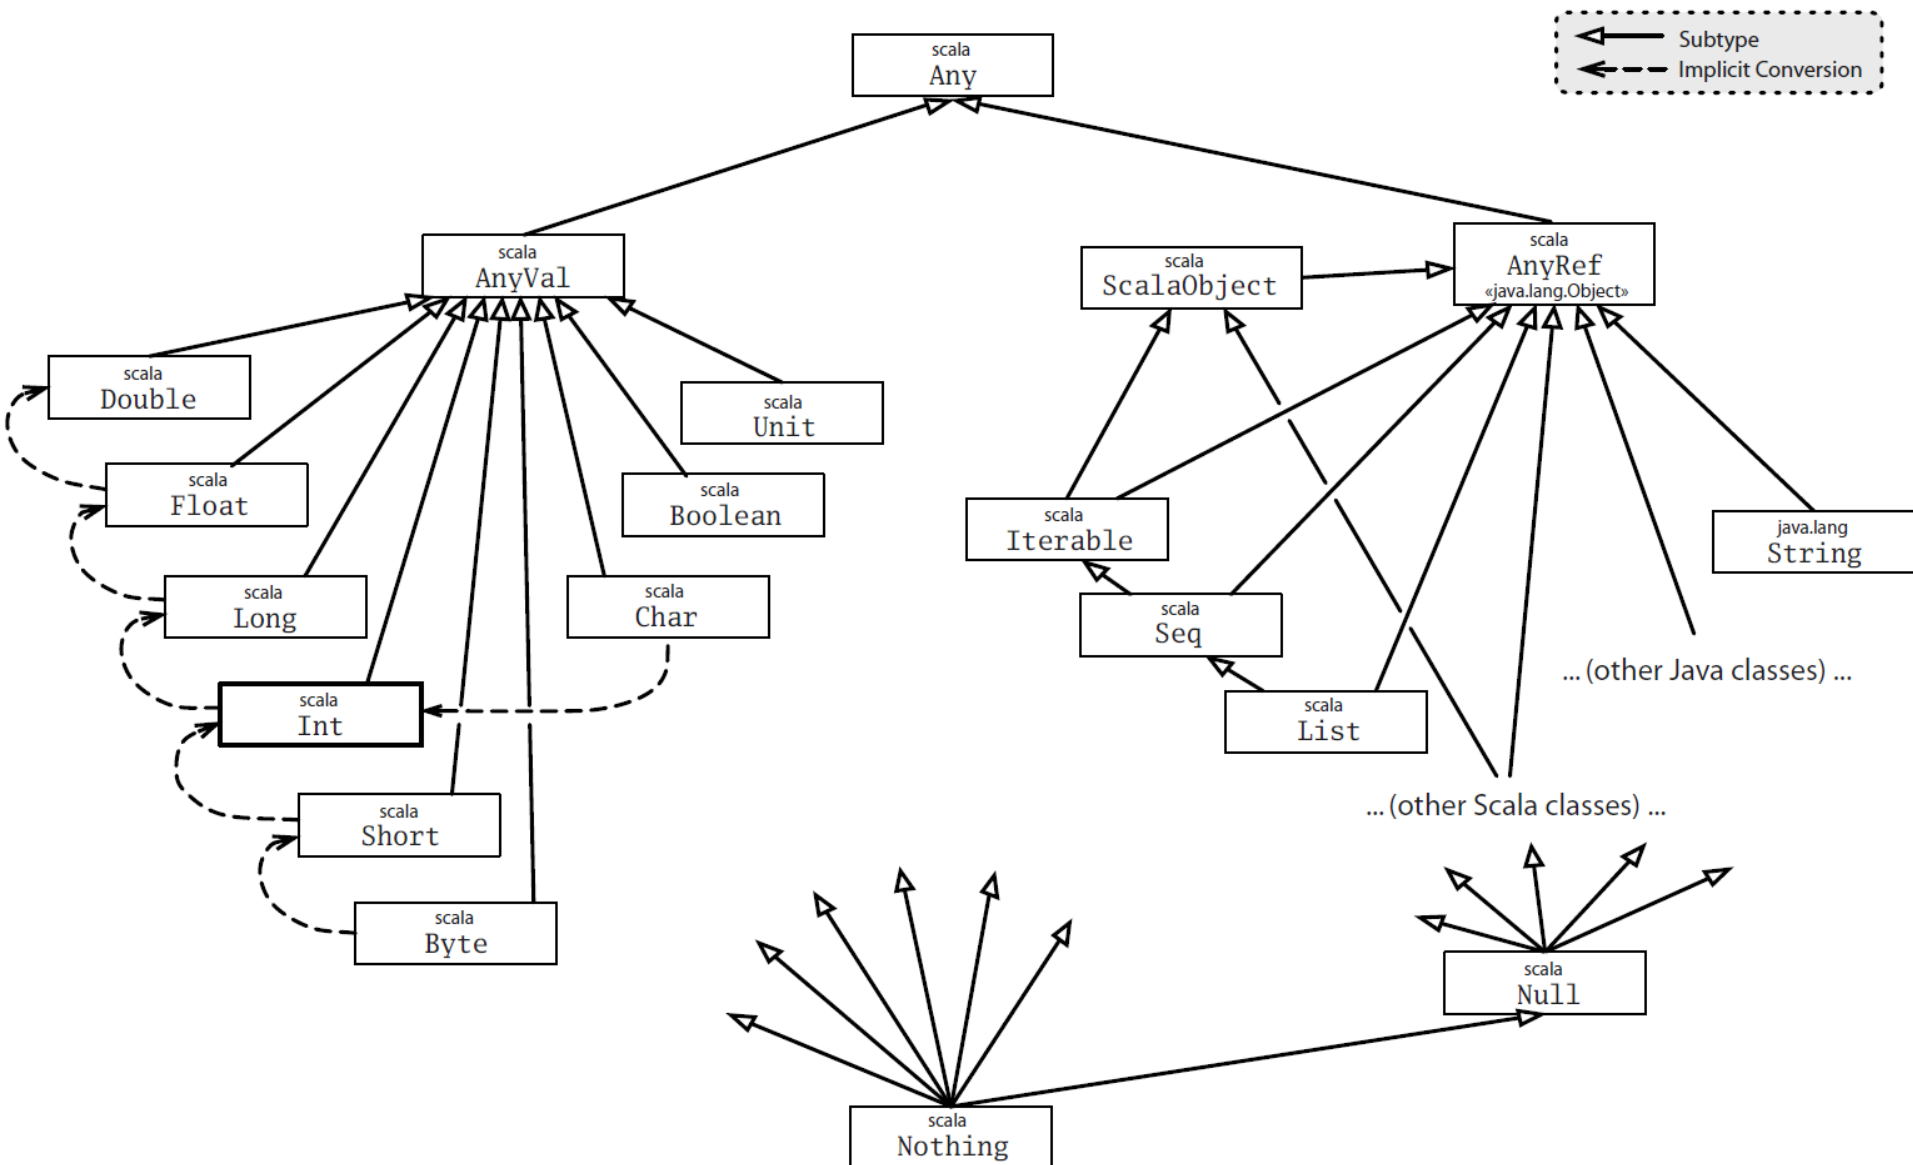 scala
Any
Subtype
Implicit Conversion
scala
AnyVal
scala
ScalaObject
scala
AnyRef
«java.lang.Object»
scala
Double
scala
Unit
scala
Float
scala
Boolean
scala
Iterable
java.lang
String
scala
Long
scala
Char
scala
Seq
... (other Java classes) ...
scala
Int
scala
List
scala
Short
... (other Scala classes) ...
scala
Byte
scala
Null
scala
Nothing